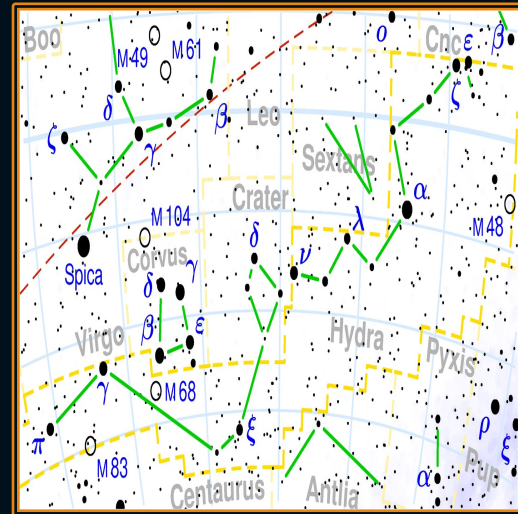 Boo
M49
M61
ο
Cnc
ε
β
ζ
δ
β
Leo
ζ
γ
Sextans
Crater
α
M48
M104
λ
Spica
Corvus
δ
ν
δ
γ
Virgo
β
ε
Hydra
Pyxis
γ
M68
π
ξ
ρ
M83
ξ
Centaurus
Antlia
α
Pup